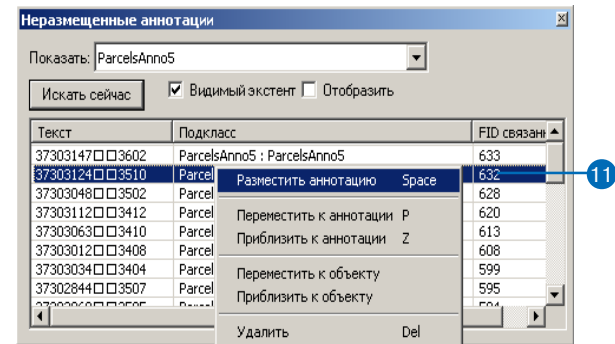 Неразмещенные аннотации
Показать: ParcelsAnno5
Искать сейчас Видимый экстент Отобразить
Текст Подкласс FID связанн
37303147□□3602 ParcelsAnno5 : ParcelsAnno5 633
37303124□□3510 Parcel 632
11
37303048□□3502 Parcel 628
37303112□□3412 Parcel 620
37303063□□3410 Parcel 613
37303012□□3408 Parcel 608
37303034□□3404 Parcel 599
37302844□□3507 Parcel 595
Разместить аннотацию Space
Переместить к аннотации P
Приблизить к аннотации Z
Переместить к объекту
Приблизить к объекту
Удалить Del